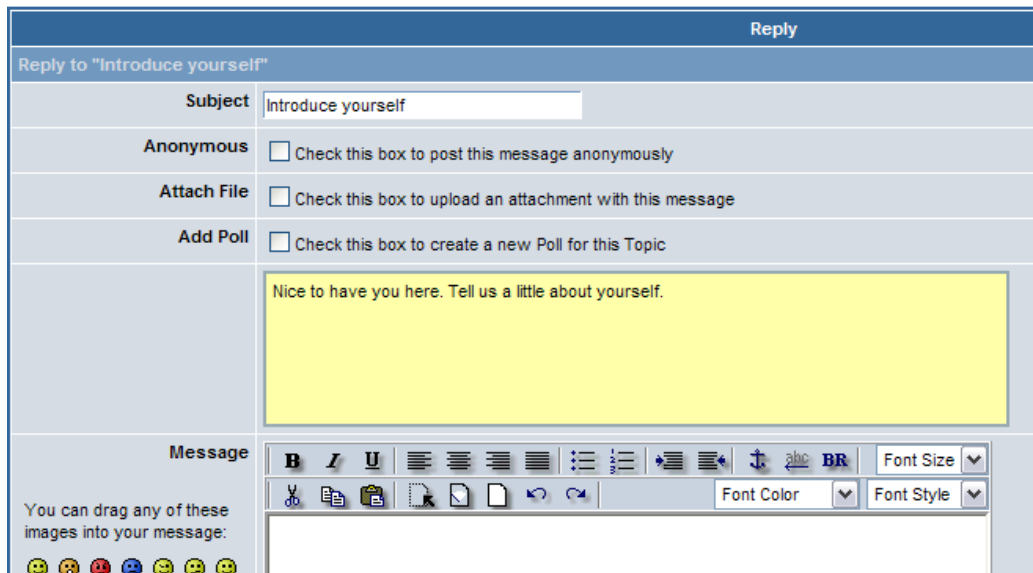 Reply
Reply to "Introduce yourself"
Subject Introduce yourself
Anonymous Check this box to post this message anonymously
Attach File Check this box to upload an attachment with this message
Add Poll Check this box to create a new Poll for this Topic
Nice to have you here. Tell us a little about yourself.
Message B I U abc BR Font Size
Font Color Font Style
You can drag any of these
images into your message: